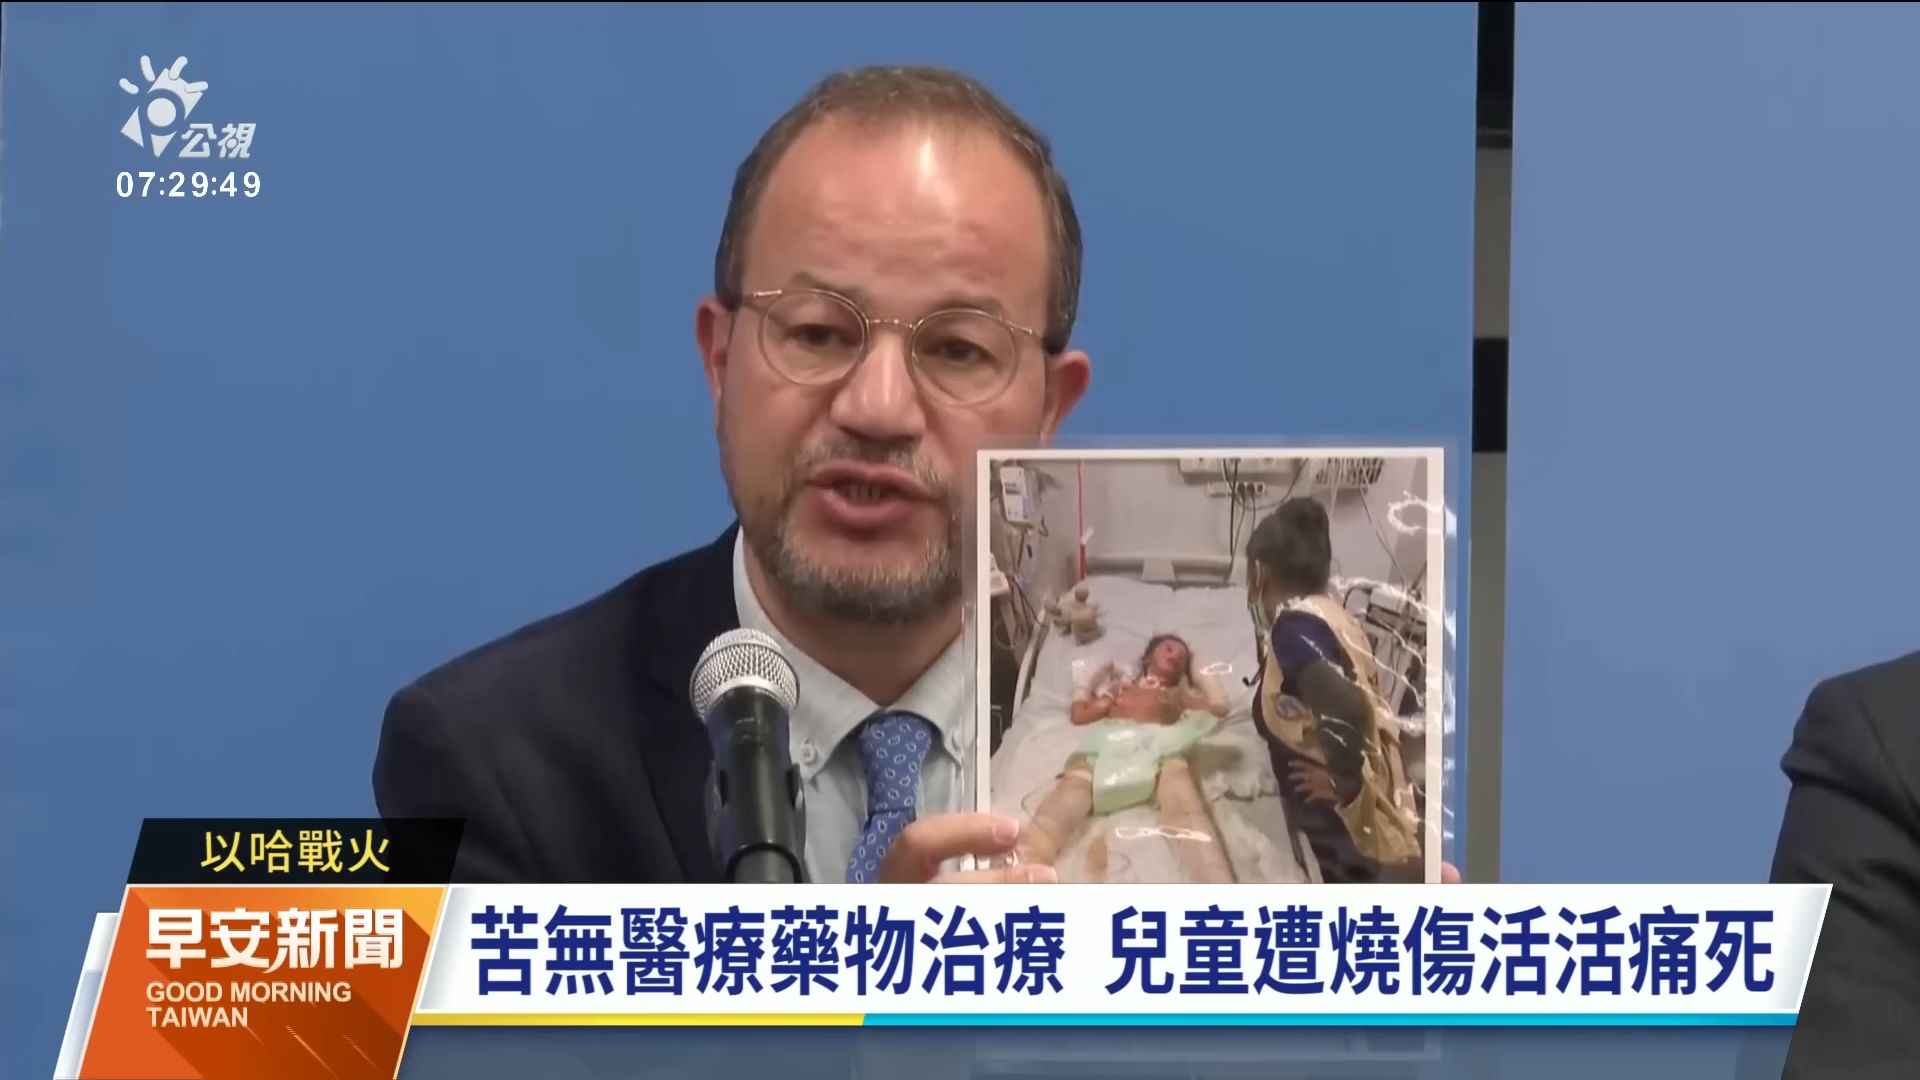 公視
07:29:49
以哈戰火
早安新聞
GOOD MORNING
TAIWAN
苦無醫療藥物治療 兒童遭燒傷活活痛死